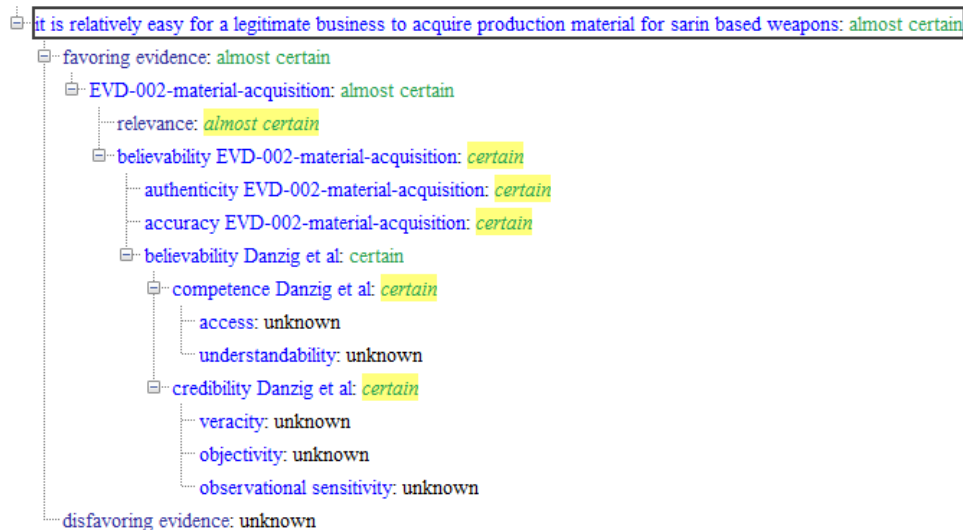 it is relatively easy for a legitimate business to acquire production material for sarin based weapons: almost certain
favoring evidence: almost certain
EVD-002-material-acquisition: almost certain
relevance: almost certain
believability EVD-002-material-acquisition: certain
authenticity EVD-002-material-acquisition: certain
accuracy EVD-002-material-acquisition: certain
believability Danzig et al: certain
competence Danzig et al: certain
access: unknown
understandability: unknown
credibility Danzig et al: certain
veracity: unknown
objectivity: unknown
observational sensitivity: unknown
disfavoring evidence: unknown